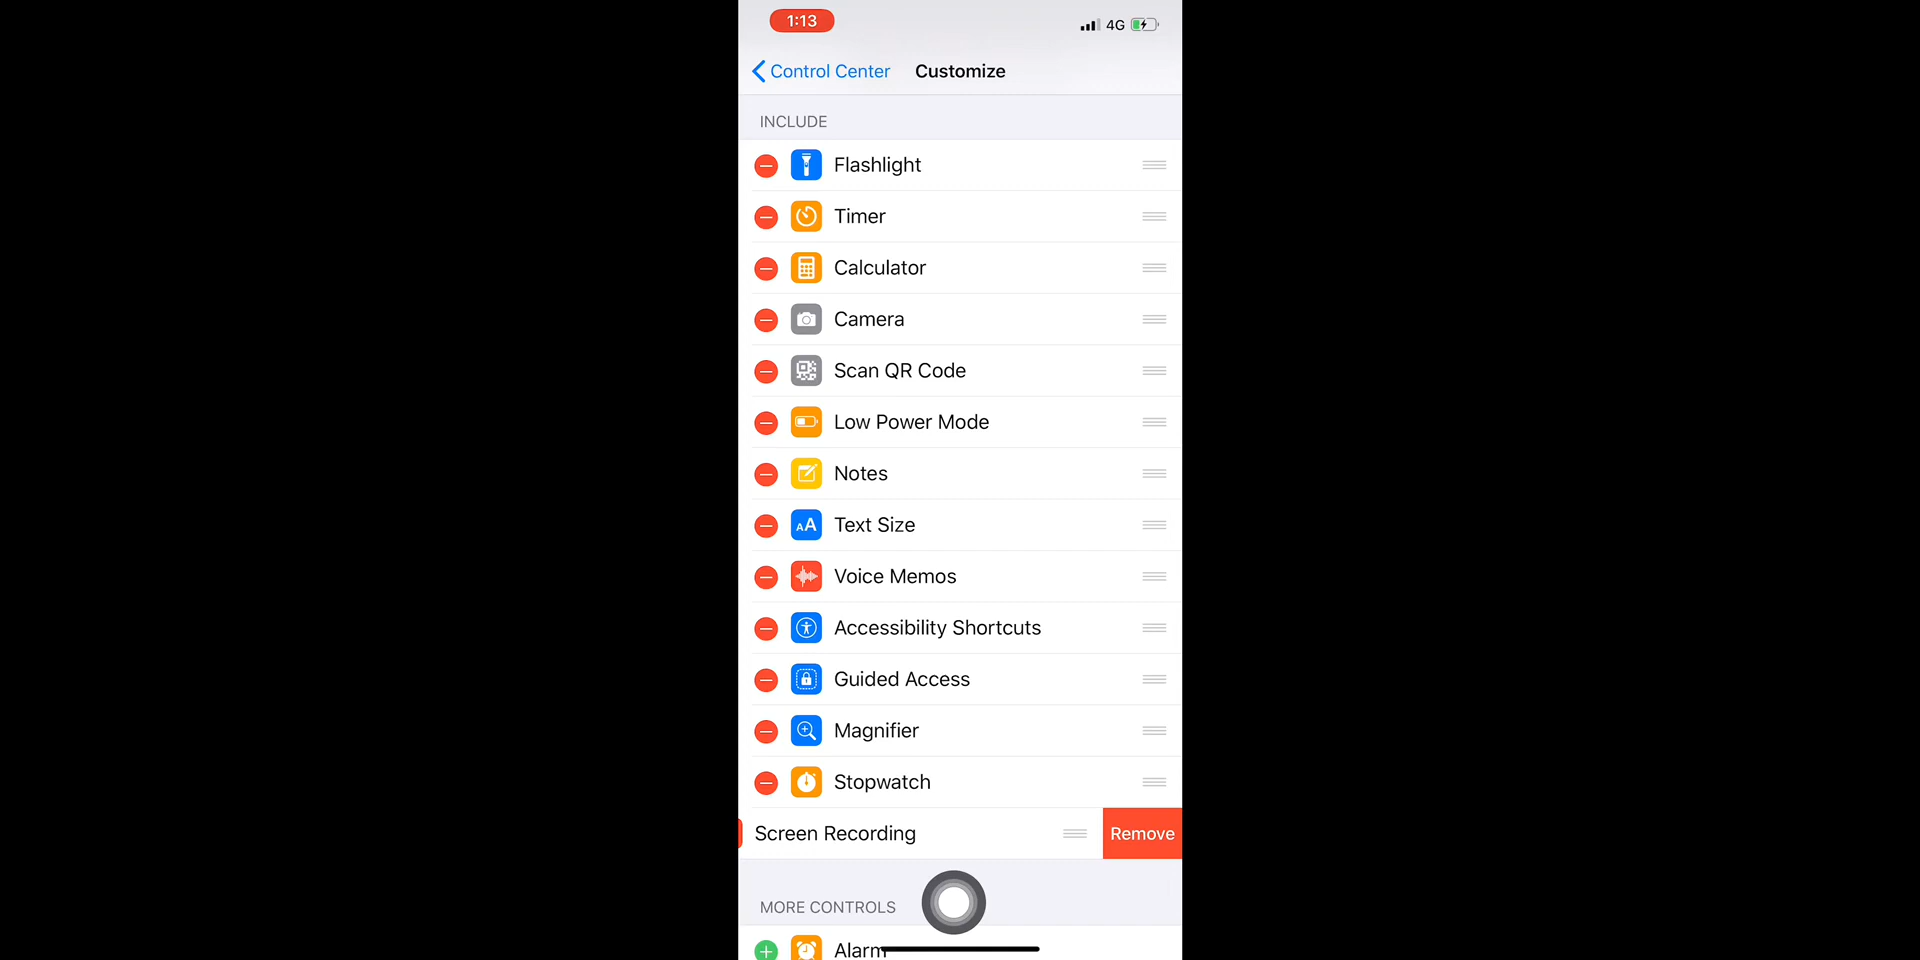 1:13
4G
Control Center Customize
INCLUDE
Flashlight
Timer
Calculator
Camera
Scan QR Code
Low Power Mode
Notes
AA Text Size
Voice Memos
Accessibility Shortcuts
Guided Access
Magnifier
Stopwatch
Screen Recording Remove
MORE CONTROLS
Alarm